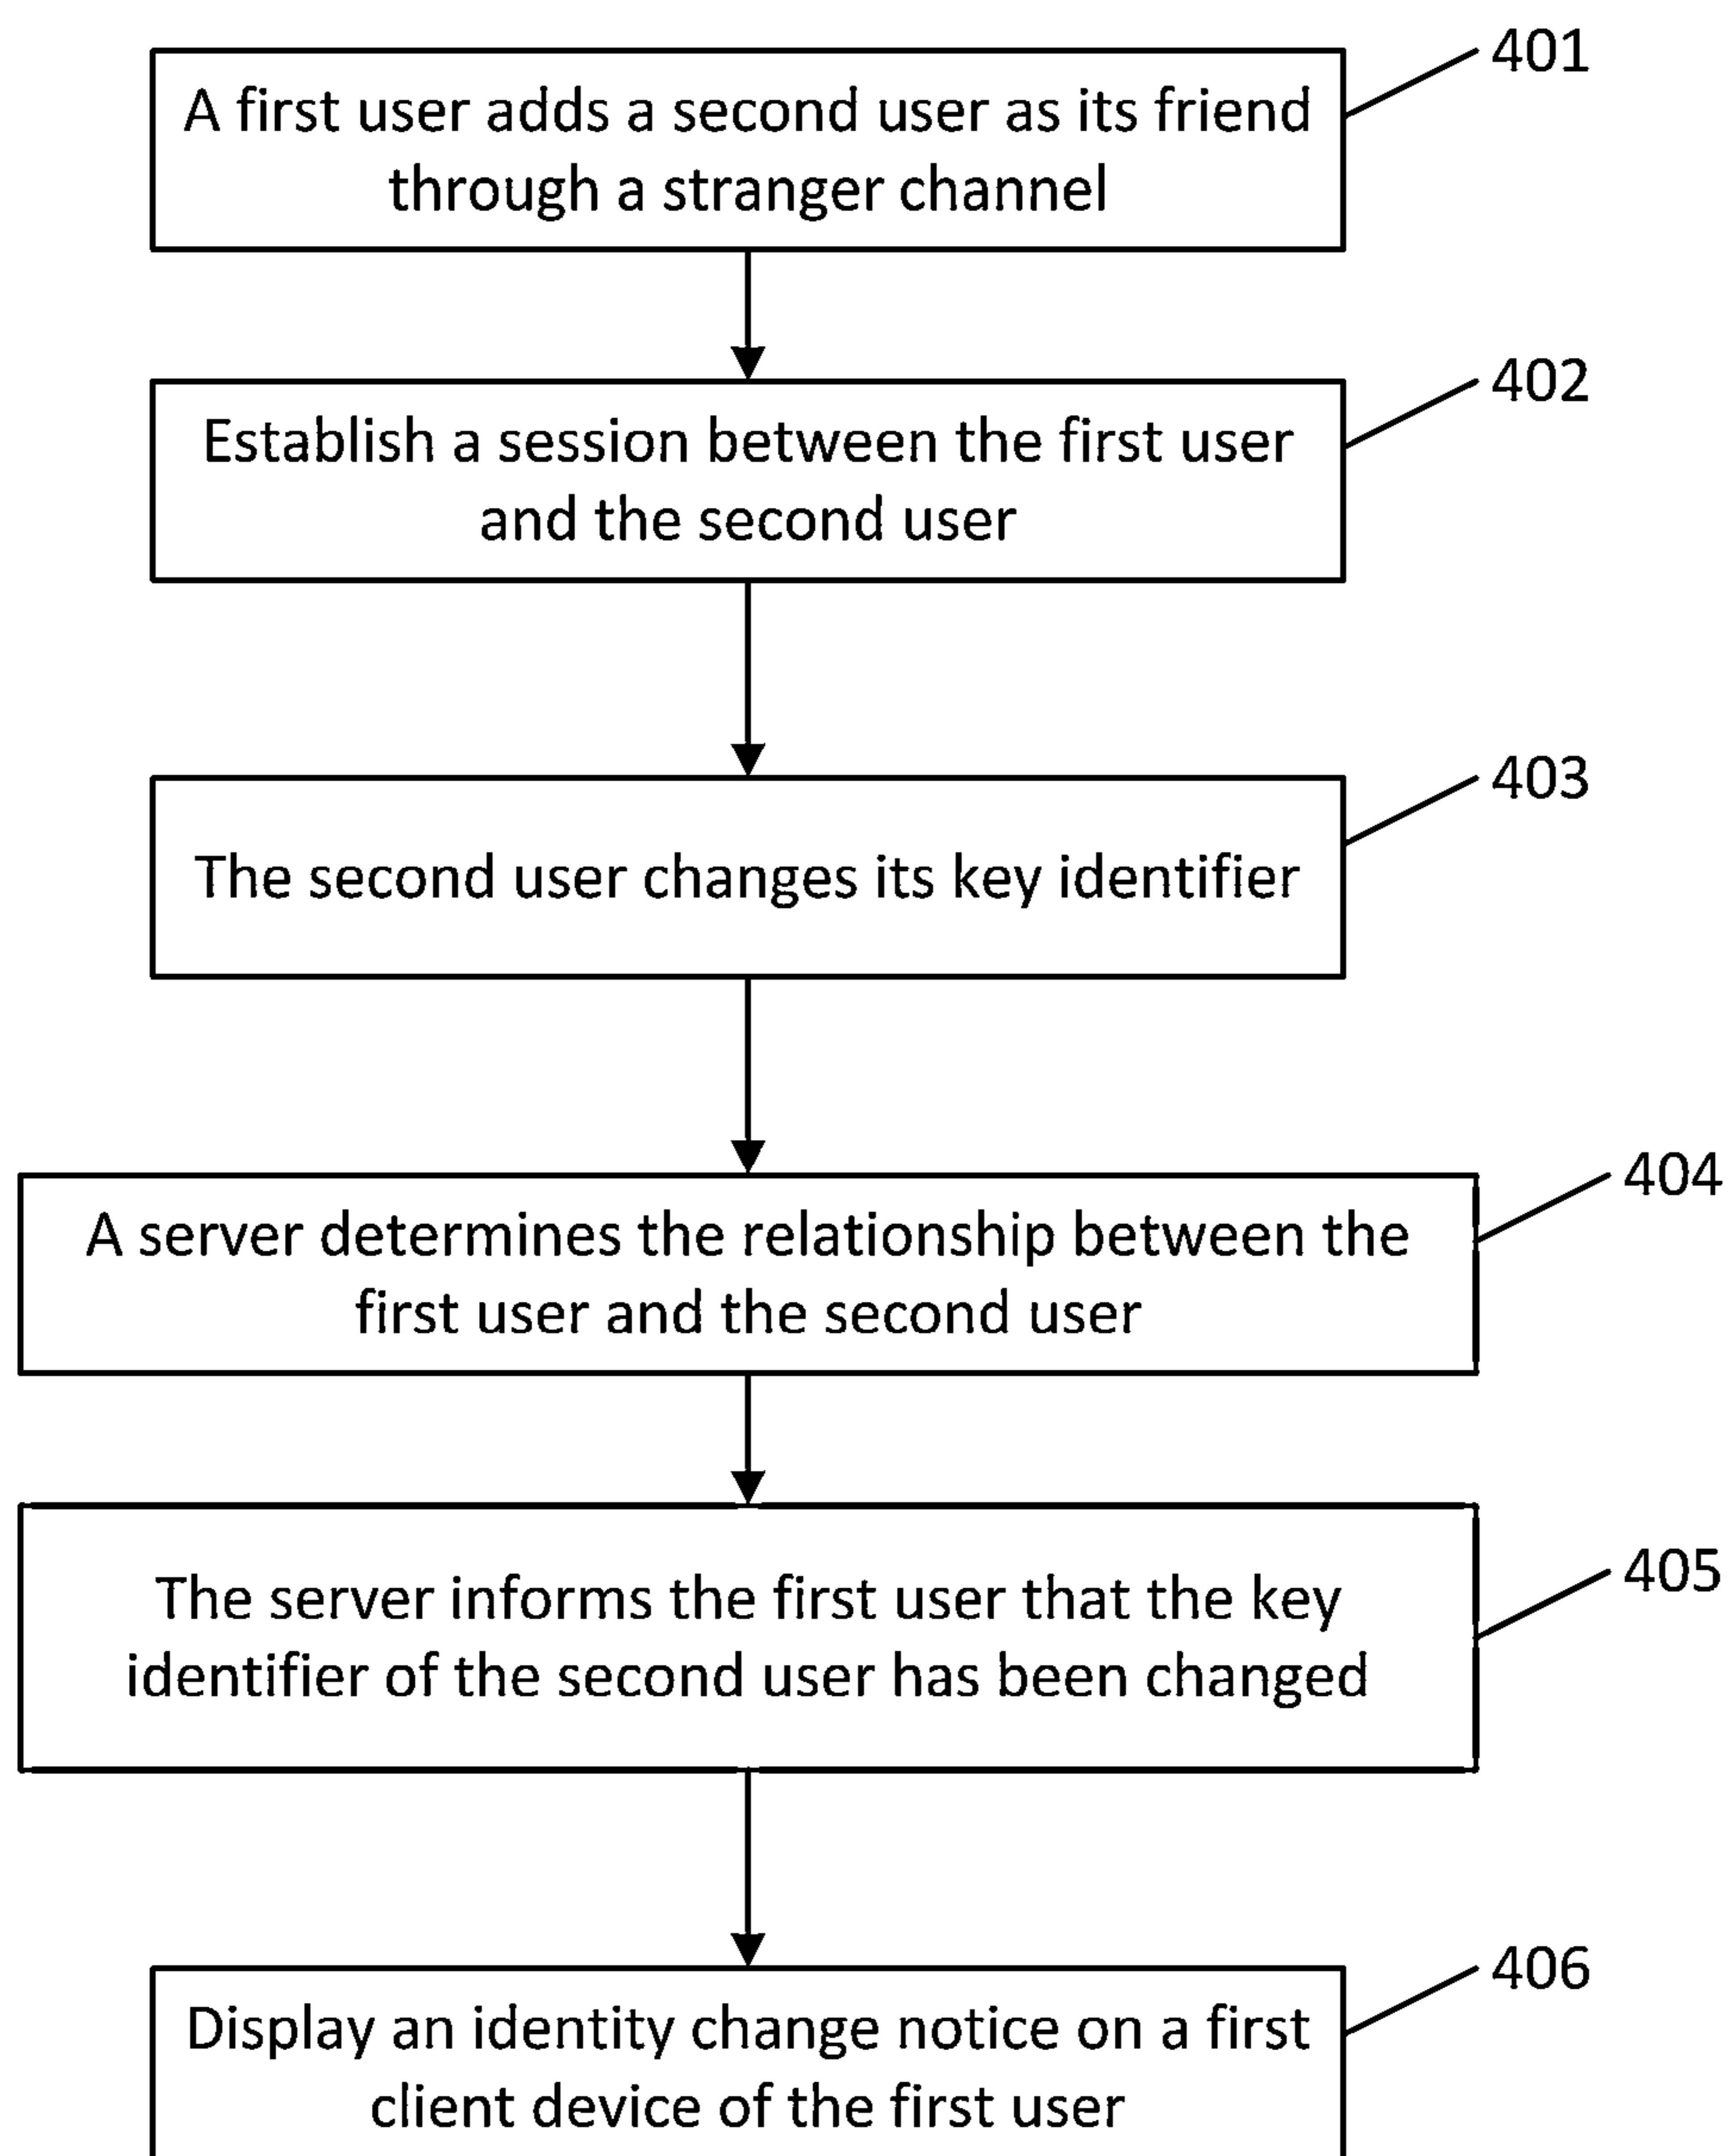 401
A first user adds a second user as its friend
through a stranger channel
402
Establish a session between the first user
and the second user
403
The second user changes its key identifier
404
A server determines the relationship between the
first user and the second user
405
The server informs the first user that the key
identifier of the second user has been changed
406
Display an identity change notice on a first
client device of the first user